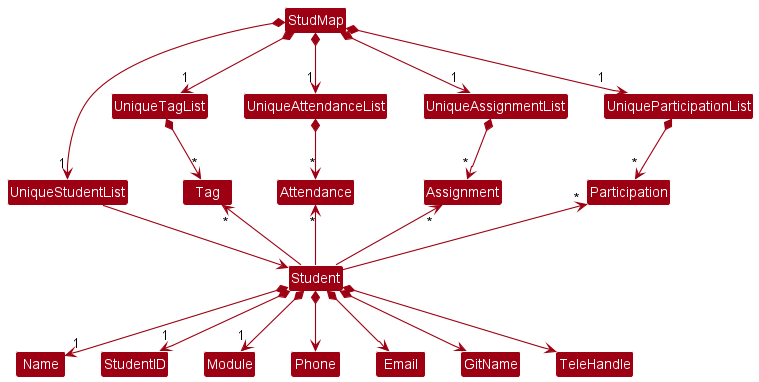 StudMap
1 1 1 1
UniqueTagList UniqueAttendanceList UniqueAssignmentList UniqueParticipationList
1 * * * *
UniqueStudentList Tag Attendance Assignment Participation
* * * *
Student
1 1 1
Name StudentID Module Phone Email GitName TeleHandle